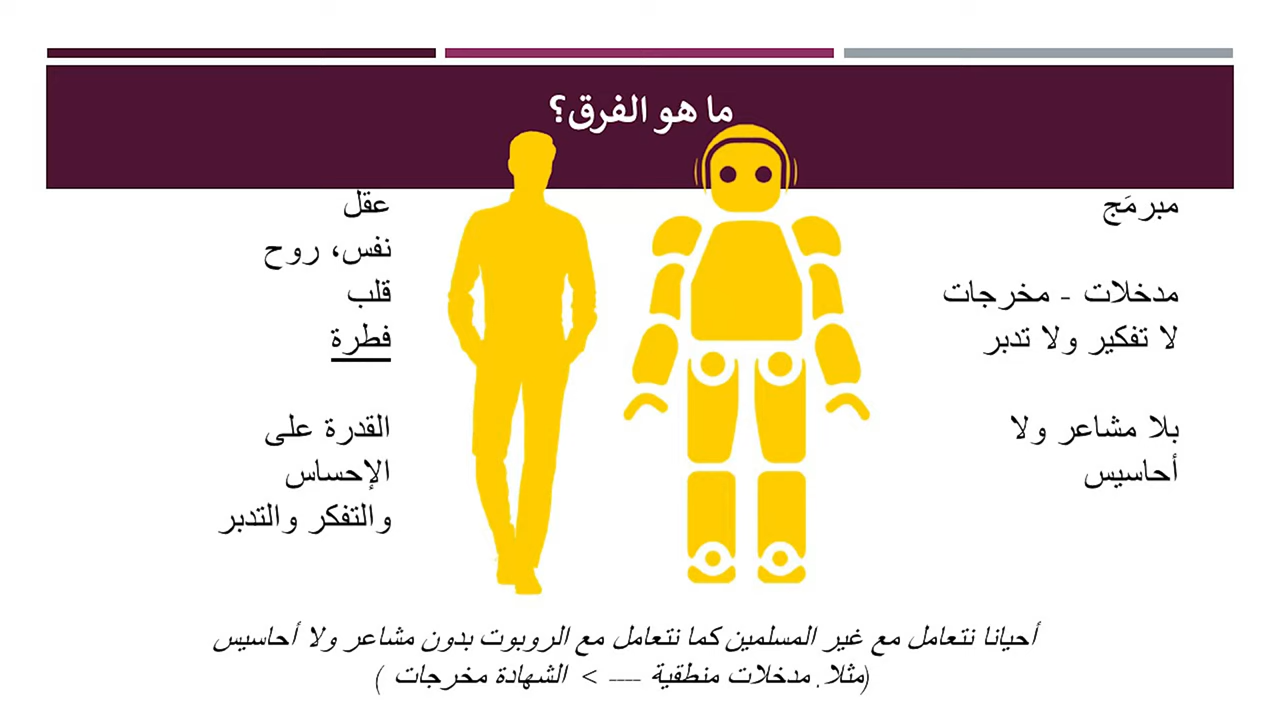 ما هو الفرق؟
مبرمَج
مدخلات - مخرجات
لا تفكير ولا تدبر
بلا مشاعر ولا
أحاسيس
عقل
نفس، روح
قلب
فطرة
القدرة على
الإحساس
والتفكر والتدبر
أحيانا نتعامل مع غير المسلمين كما نتعامل مع الروبوت بدون مشاعر ولا أحاسيس
(مثلا. مدخلات منطقية ---- > الشهادة مخرجات )